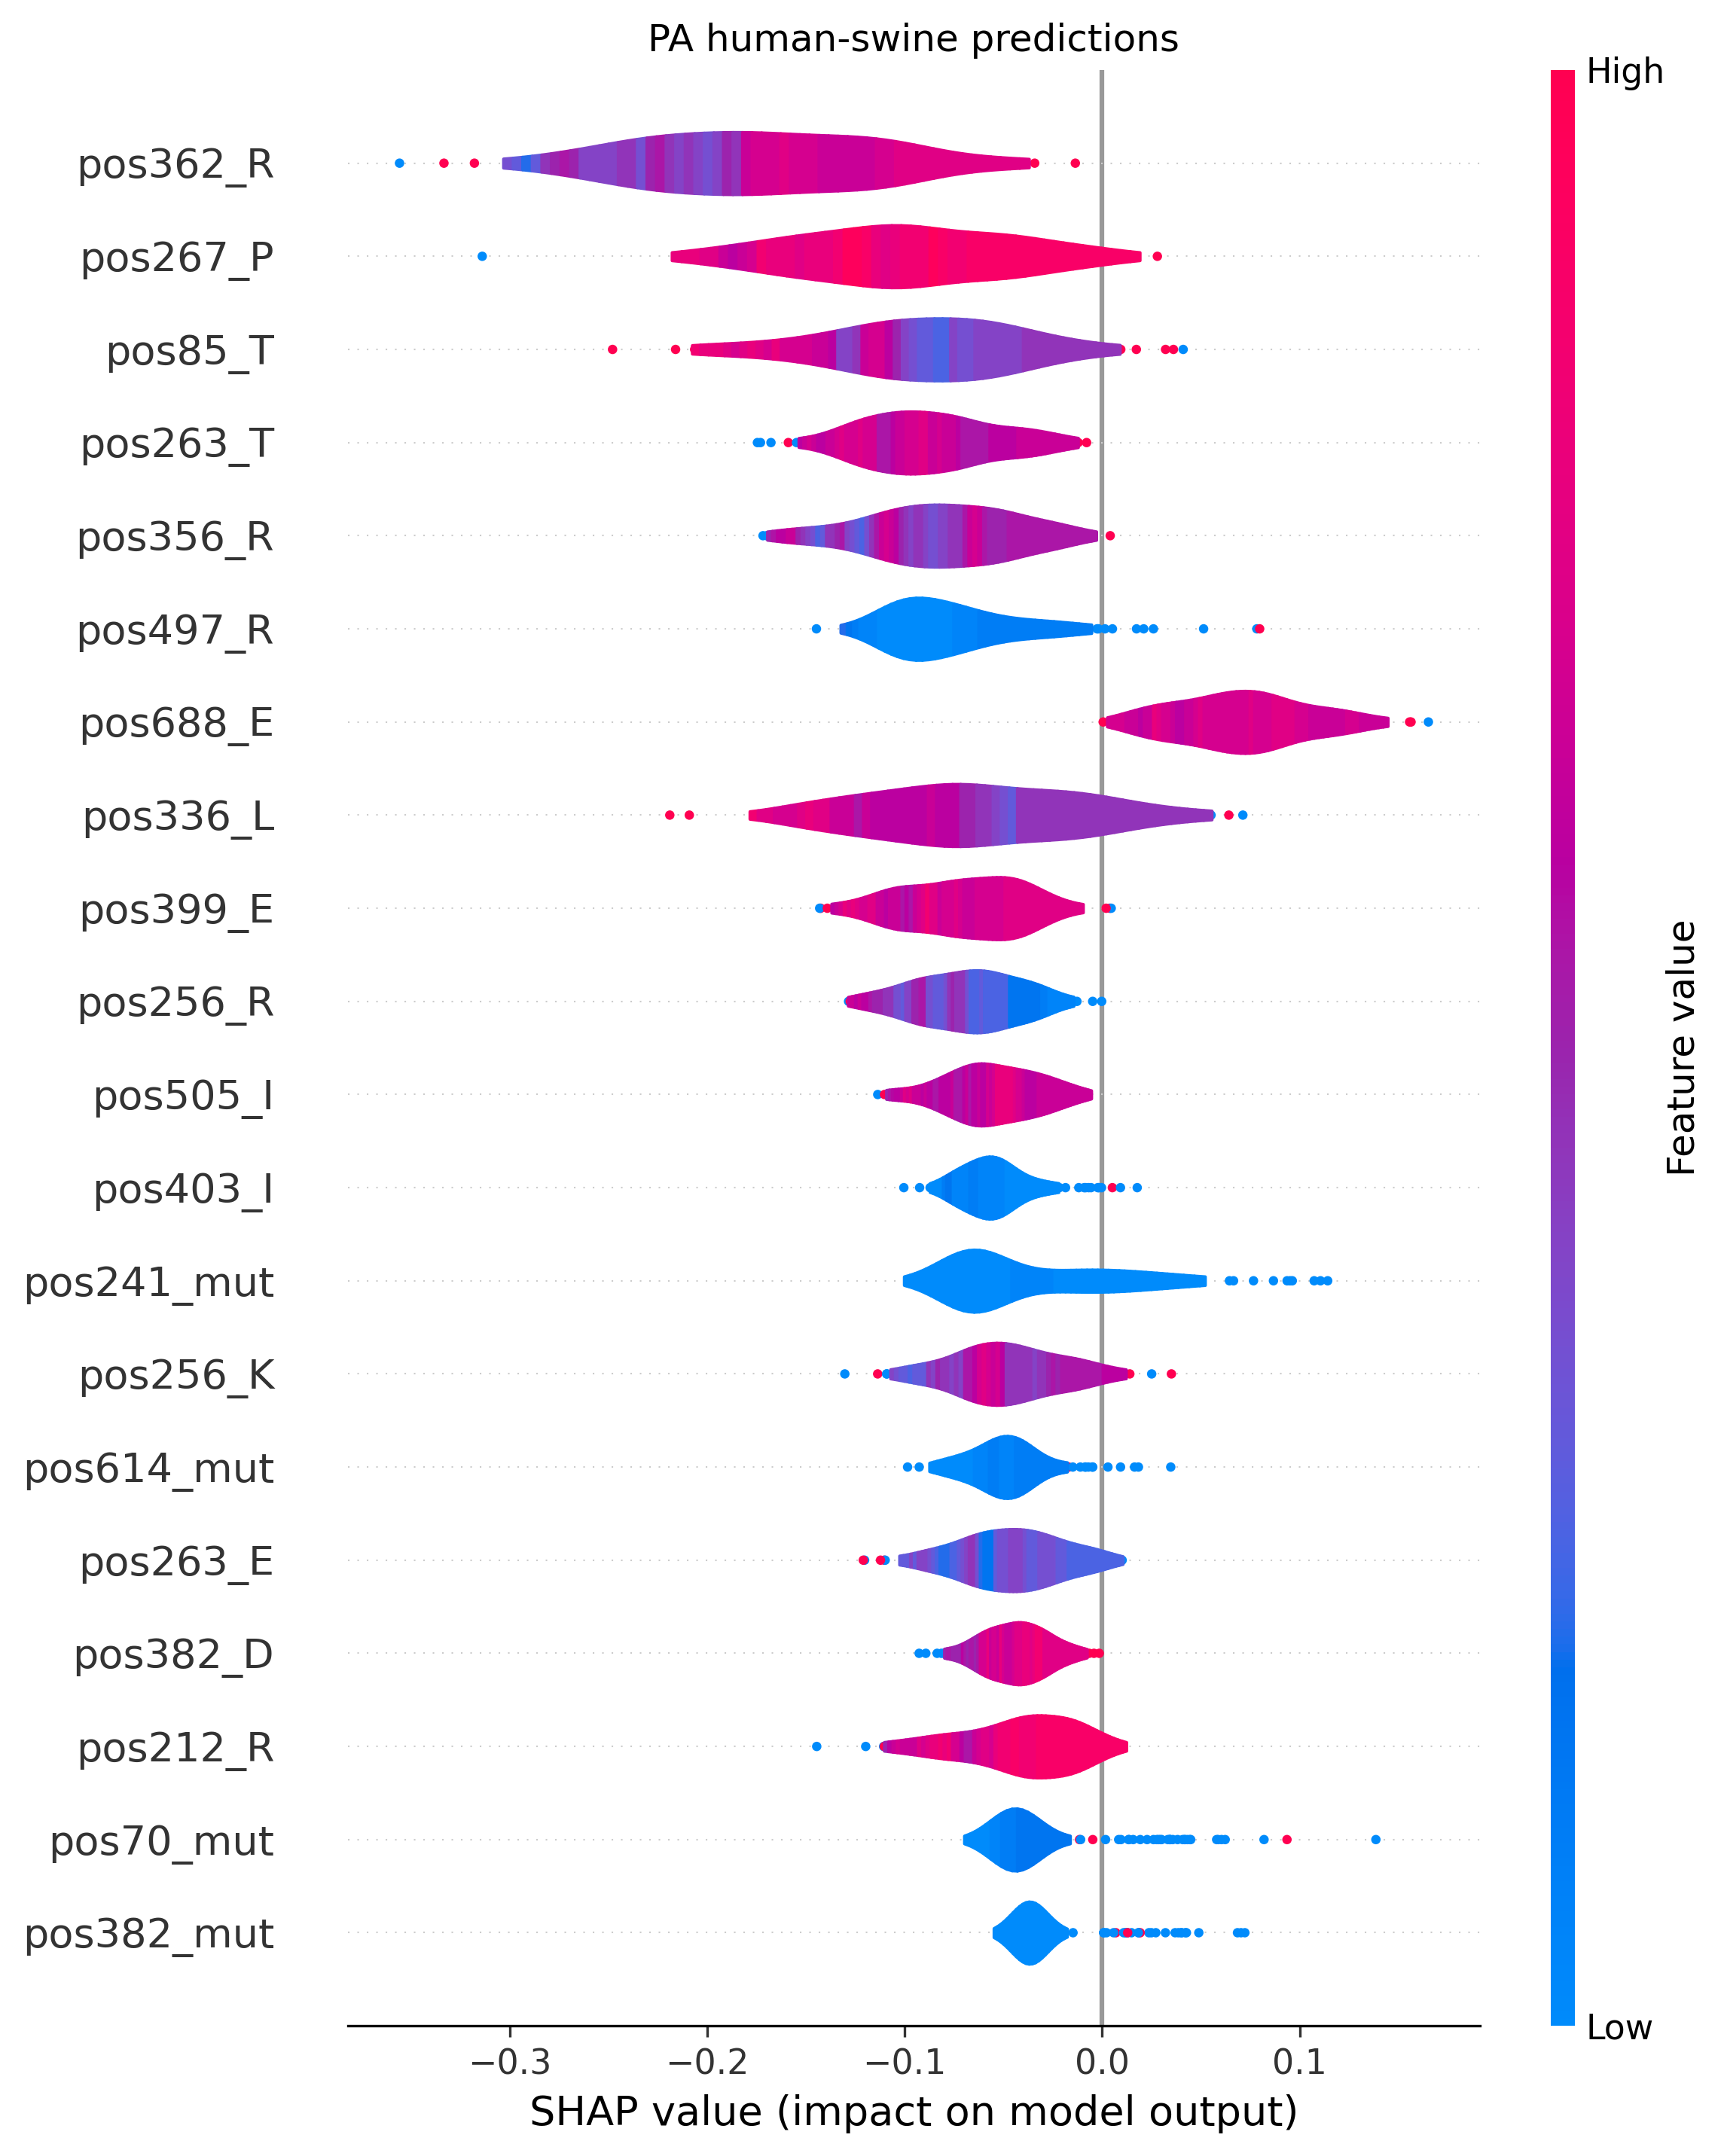 PA human-swine predictions
High
pos362_R
pos267_P
pos85_T
pos263_T
pos356_R
pos497_R
pos688_E
pos336_L
pos399_E
pos256_R
pos505_I
pos403_I
pos241_mut
pos256_K
pos614_mut
pos263_E
pos382_D
pos212_R
pos70_mut
pos382_mut
Feature value
Low
−0.3 −0.2 −0.1 0.0 0.1
SHAP value (impact on model output)